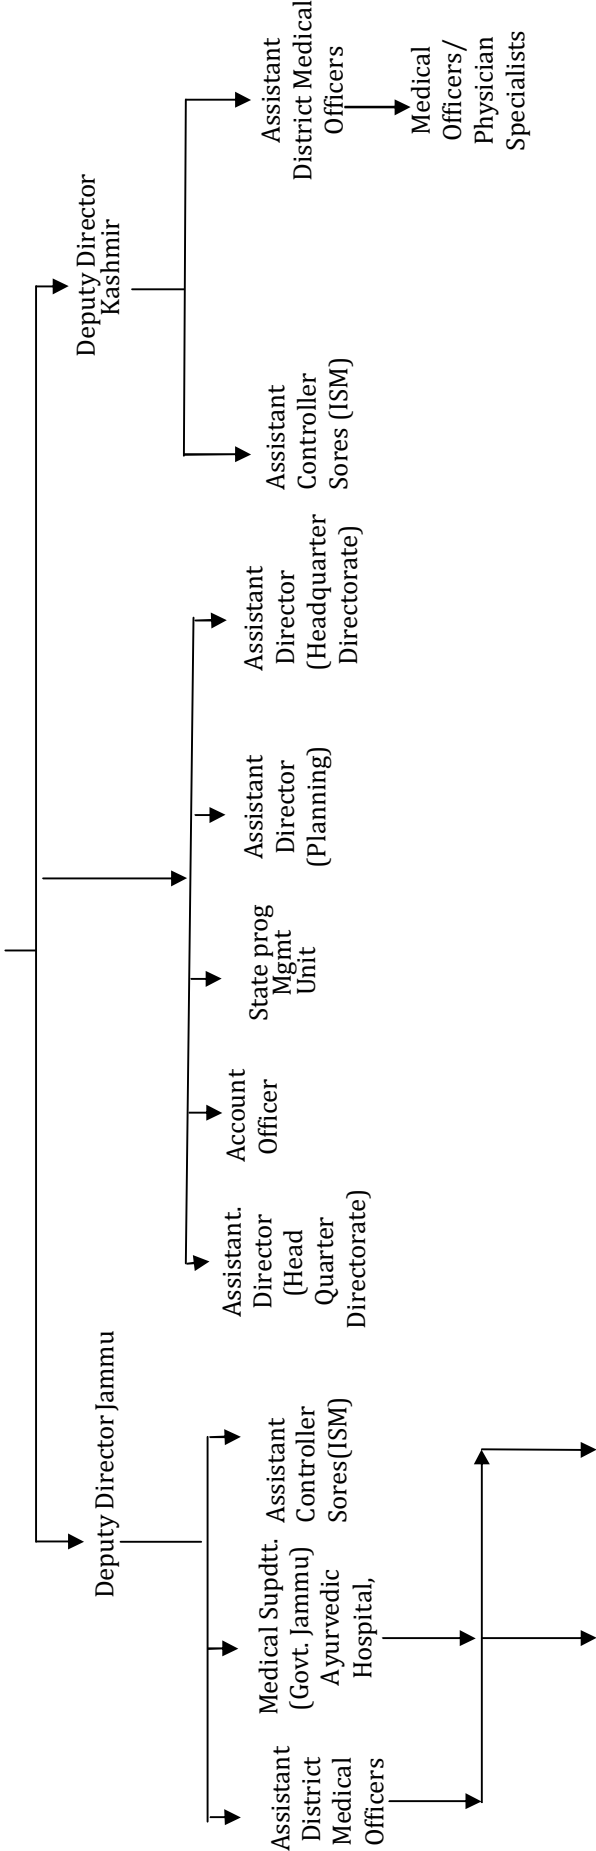 Deputy Director Jammu
Deputy Director
Kashmir
Assistant
District
Medical
Officers
Medical Supdtt.
(Govt. Jammu)
Ayurvedic
Hospital,
Assistant
Controller
Sores(ISM)
Assistant.
Director
(Head
Quarter
Directorate)
Account
Officer
State prog
Mgmt
Unit
Assistant
Director
(Planning)
Assistant
Director
(Headquarter
Directorate)
Assistant
Controller
Sores (ISM)
Assistant
District Medical
Officers
Medical
Officers/
Physician
Specialists